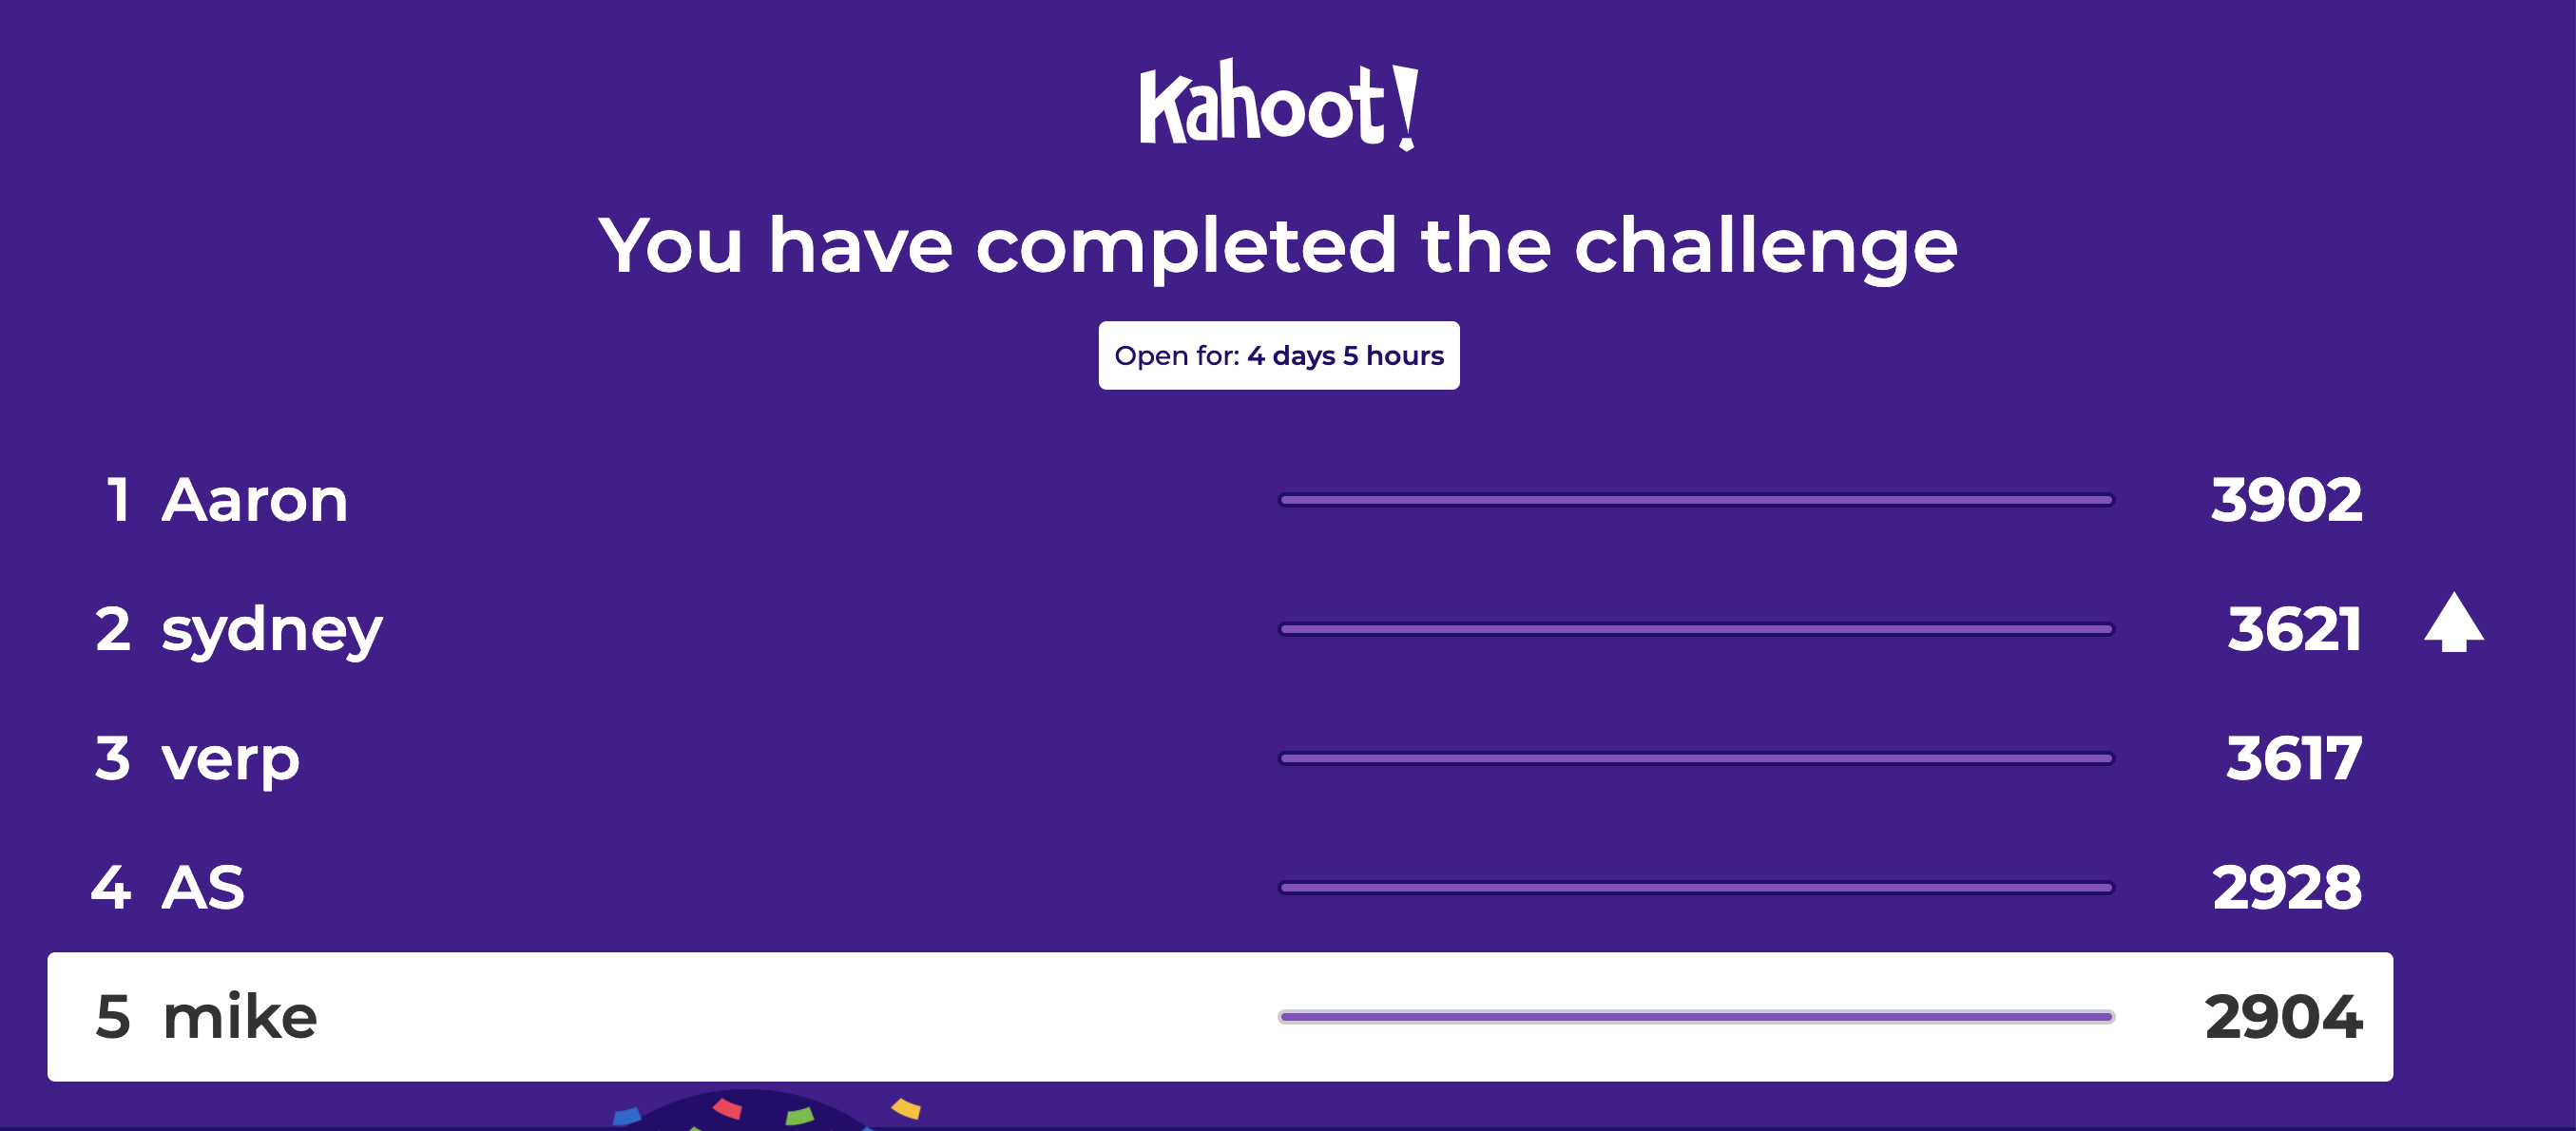 Kahoot!
You have completed the challenge
Open for: 4 days 5 hours
1 Aaron 3902
2 sydney 3621
3 verp 3617
4 AS 2928
5 mike 2904